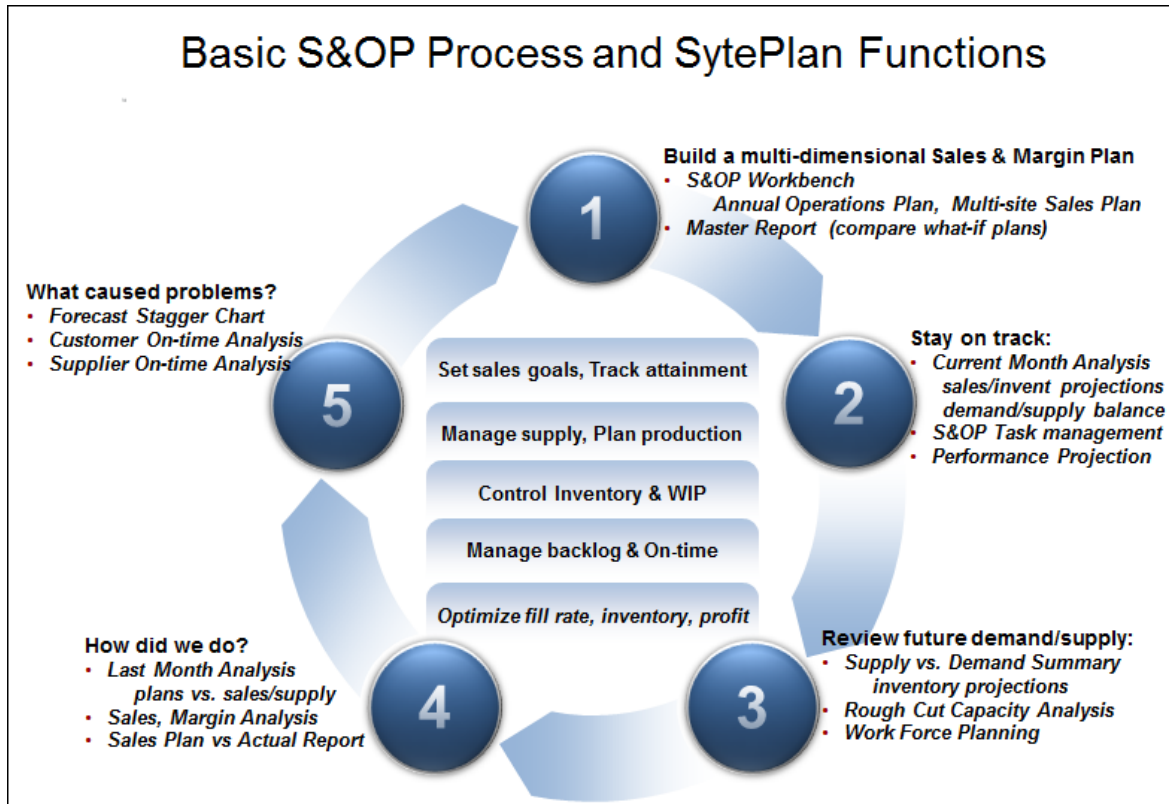 Basic S&OP Process and SytePlan Functions
1
Build a multi-dimensional Sales & Margin Plan
• S&OP Workbench
Annual Operations Plan, Multi-site Sales Plan
• Master Report (compare what-if plans)
2
Stay on track:
• Current Month Analysis
sales/invent projections
demand/supply balance
• S&OP Task management
• Performance Projection
3
Review future demand/supply:
• Supply vs. Demand Summary
inventory projections
• Rough Cut Capacity Analysis
• Work Force Planning
4
How did we do?
• Last Month Analysis
plans vs. sales/supply
• Sales, Margin Analysis
• Sales Plan vs Actual Report
5
What caused problems?
• Forecast Stagger Chart
• Customer On-time Analysis
• Supplier On-time Analysis
Set sales goals, Track attainment
Manage supply, Plan production
Control Inventory & WIP
Manage backlog & On-time
Optimize fill rate, inventory, profit